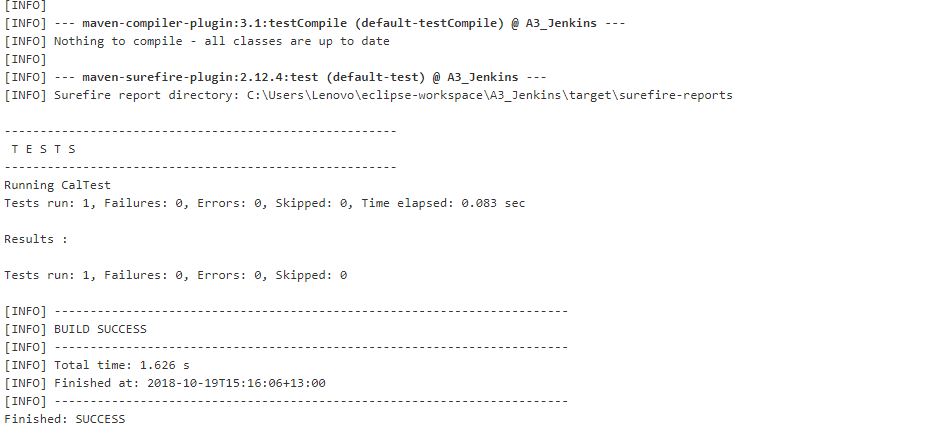 [INFO]
[INFO] --- maven-compiler-plugin:3.1:testCompile (default-testCompile) @ A3_Jenkins ---
[INFO] Nothing to compile - all classes are up to date
[INFO]
[INFO] --- maven-surefire-plugin:2.12.4:test (default-test) @ A3_Jenkins ---
[INFO] Surefire report directory: C:\Users\Lenovo\eclipse-workspace\A3_Jenkins\target\surefire-reports
-------------------------------------------------------
T E S T S
-------------------------------------------------------
Running CalTest
Tests run: 1, Failures: 0, Errors: 0, Skipped: 0, Time elapsed: 0.083 sec
Results :
Tests run: 1, Failures: 0, Errors: 0, Skipped: 0
[INFO] ------------------------------------------------------------------------
[INFO] BUILD SUCCESS
[INFO] ------------------------------------------------------------------------
[INFO] Total time: 1.626 s
[INFO] Finished at: 2018-10-19T15:16:06+13:00
[INFO] ------------------------------------------------------------------------
Finished: SUCCESS